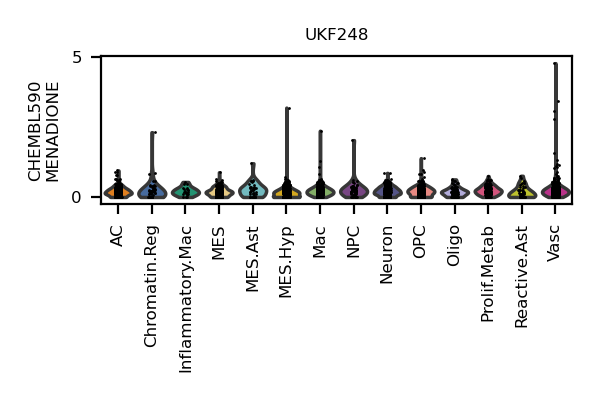 UKF248
CHEMBL590
MENADIONE
5
0
AC
Chromatin.Reg
Inflammatory.Mac
MES
MES.Ast
MES.Hyp
Mac
NPC
Neuron
OPC
Oligo
Prolif.Metab
Reactive.Ast
Vasc